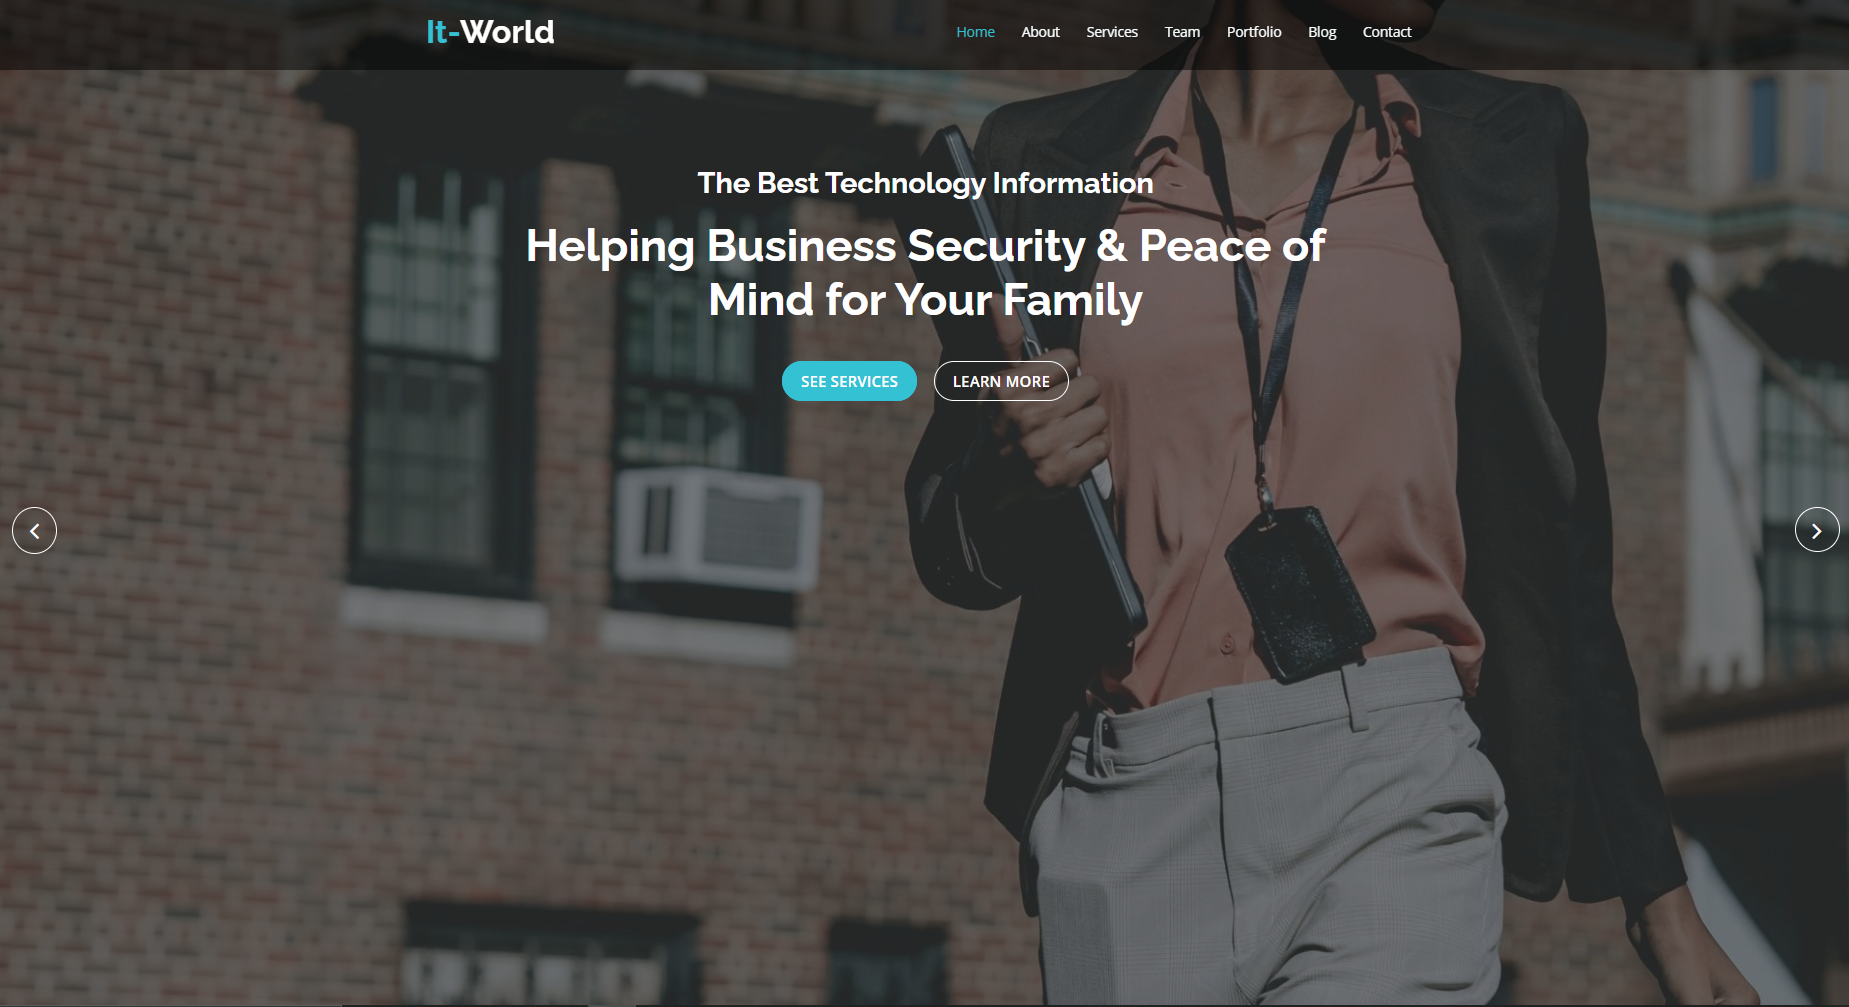 It-World
Home About Services Team Portfolio Blog Contact
The Best Technology Information
Helping Business Security & Peace of
Mind for Your Family
SEE SERVICES LEARN MORE